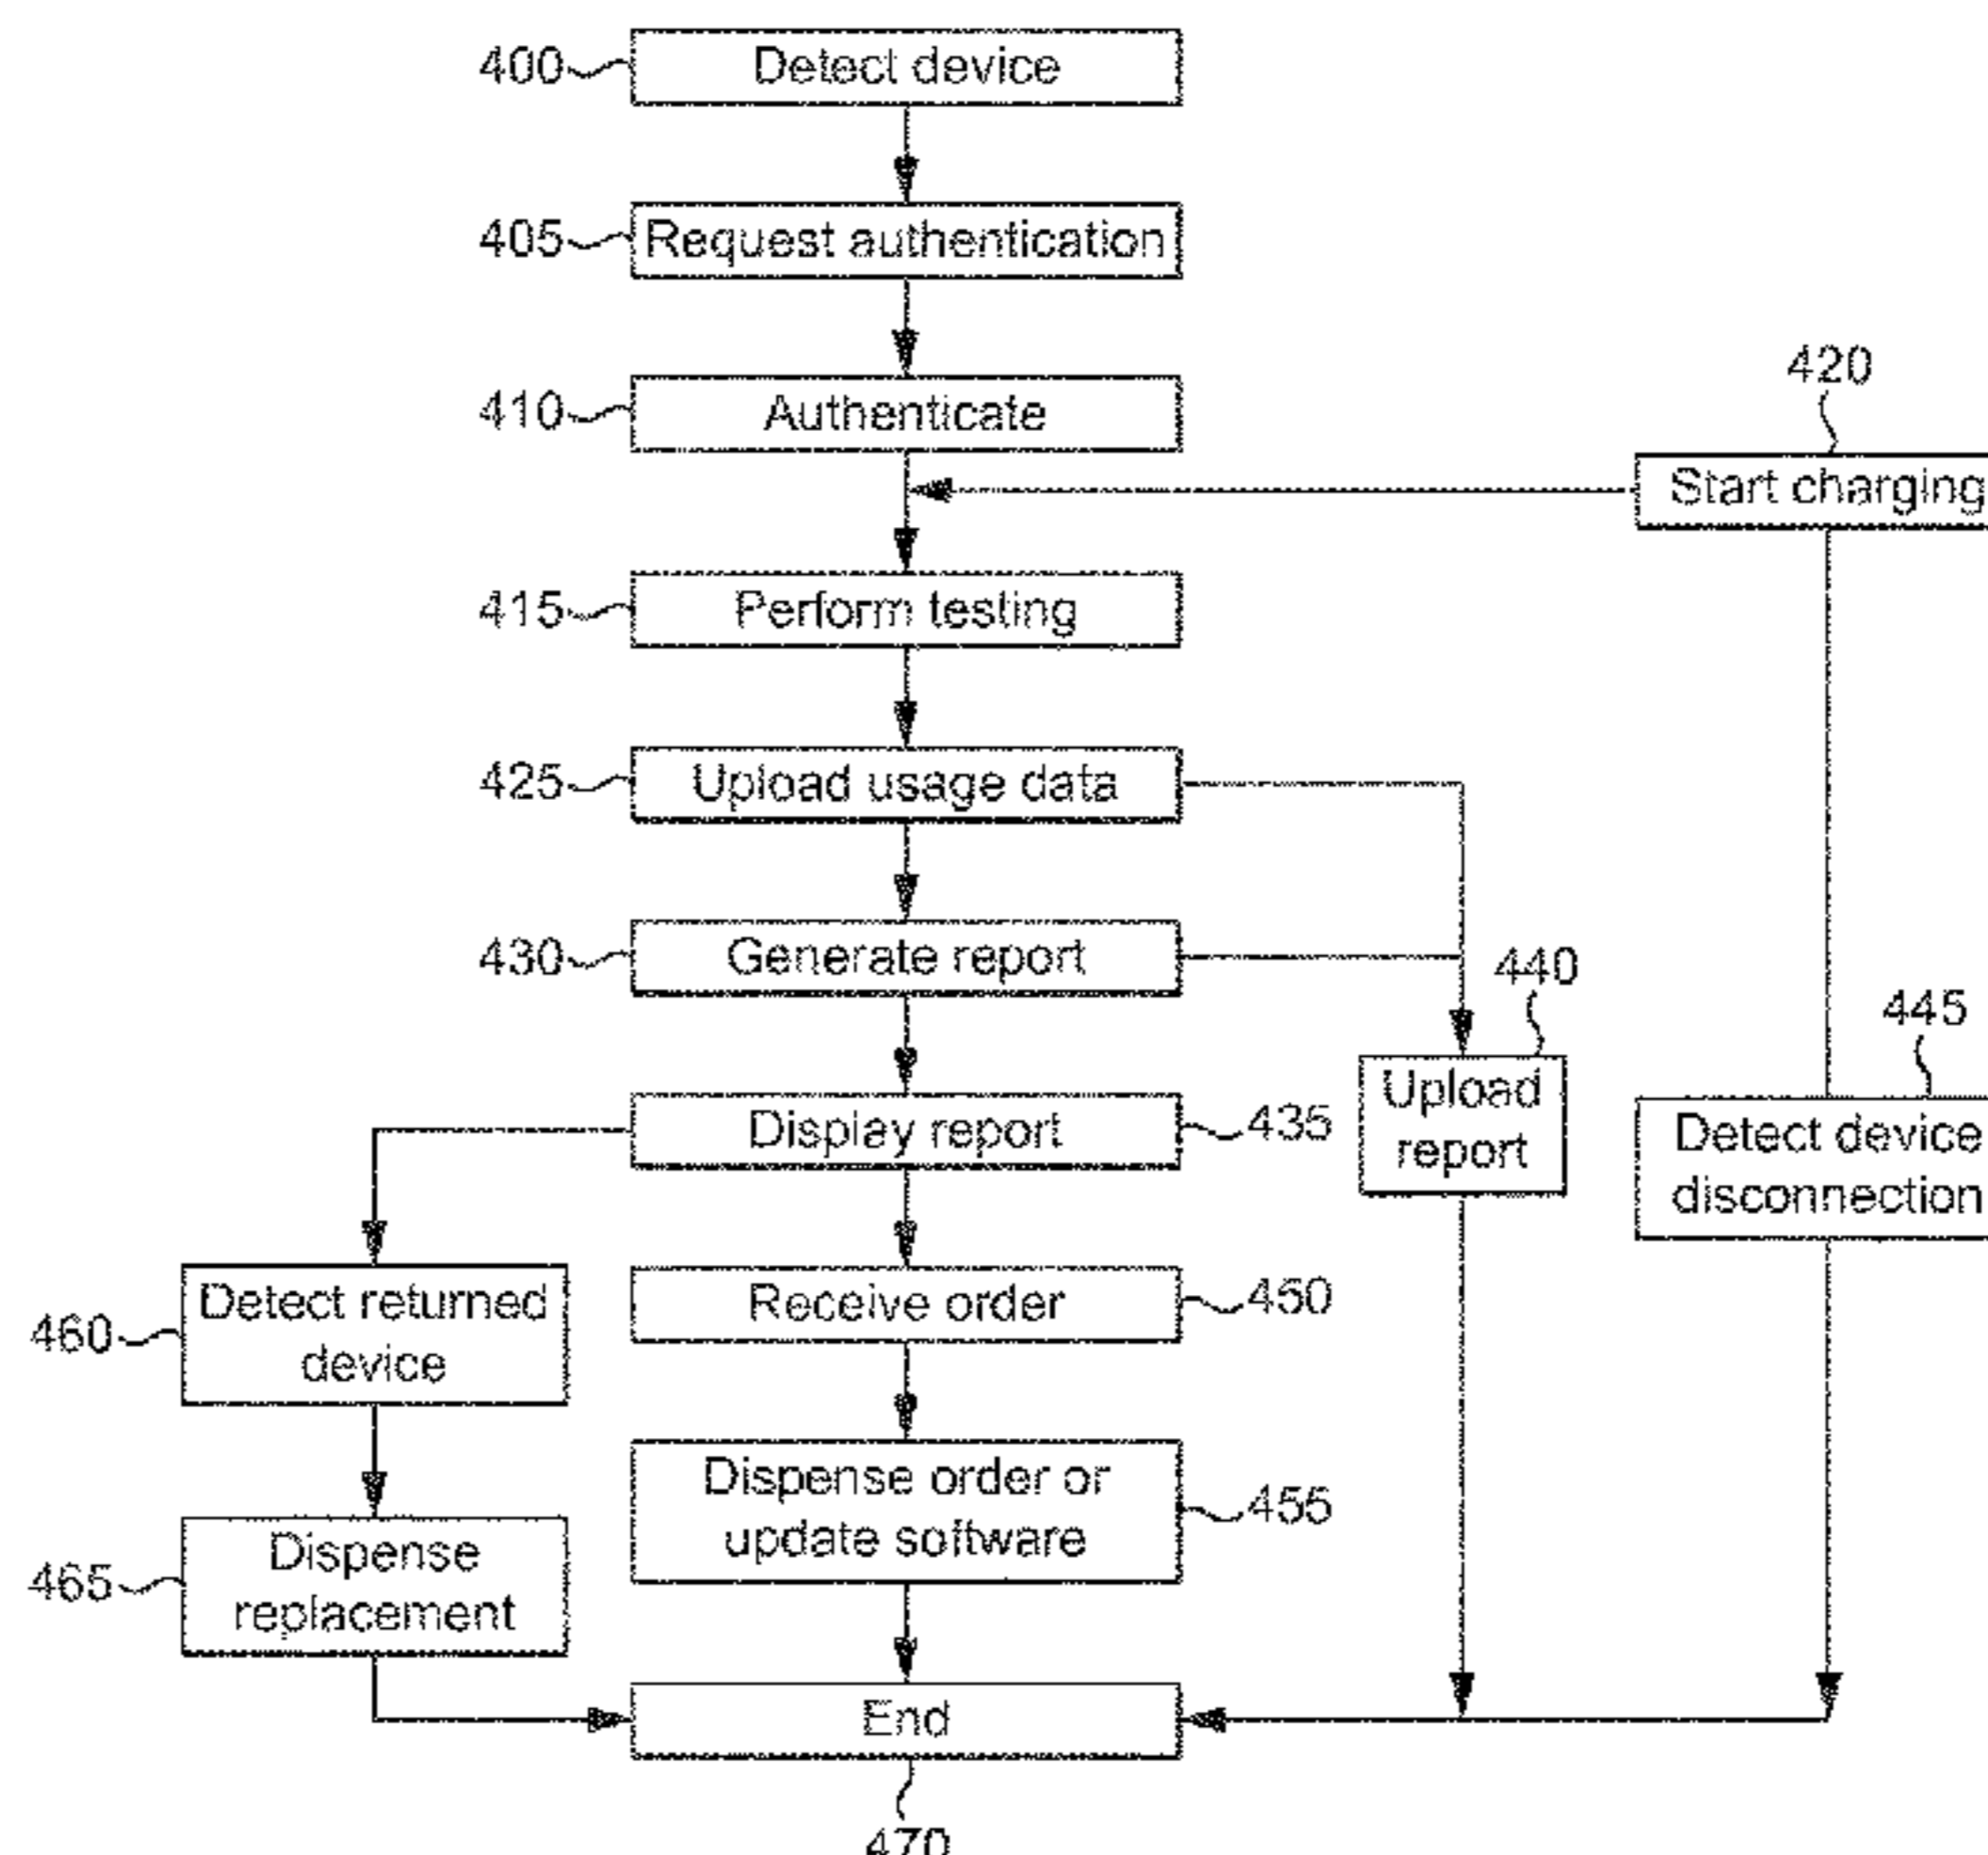 400
Detect device
405
Request authentication
410
Authenticate
420
Start charging
415
Perform testing
425
Upload usage data
430
Generate report
440
Upload
report
445
Detect device
disconnection
Display report
435
460
Detect returned
device
Receive order
450
Dispense order or
update software
455
465
Dispense
replacement
End
470